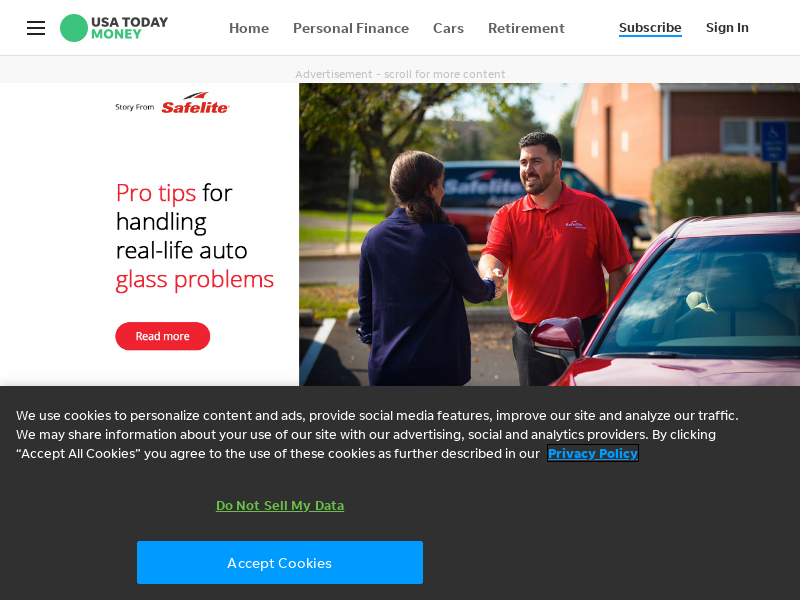 USA TODAY
MONEY
Home
Personal Finance
Cars
Retirement
Subscribe
Sign In
Advertisement - scroll for more content
Story From Safelite
Pro tips for
handling
real-life auto
glass problems
Read more
Safelite
Safelite
We use cookies to personalize content and ads, provide social media features, improve our site and analyze our traffic.
We may share information about your use of our site with our advertising, social and analytics providers. By clicking
“Accept All Cookies” you agree to the use of these cookies as further described in our Privacy Policy
Do Not Sell My Data
Accept Cookies